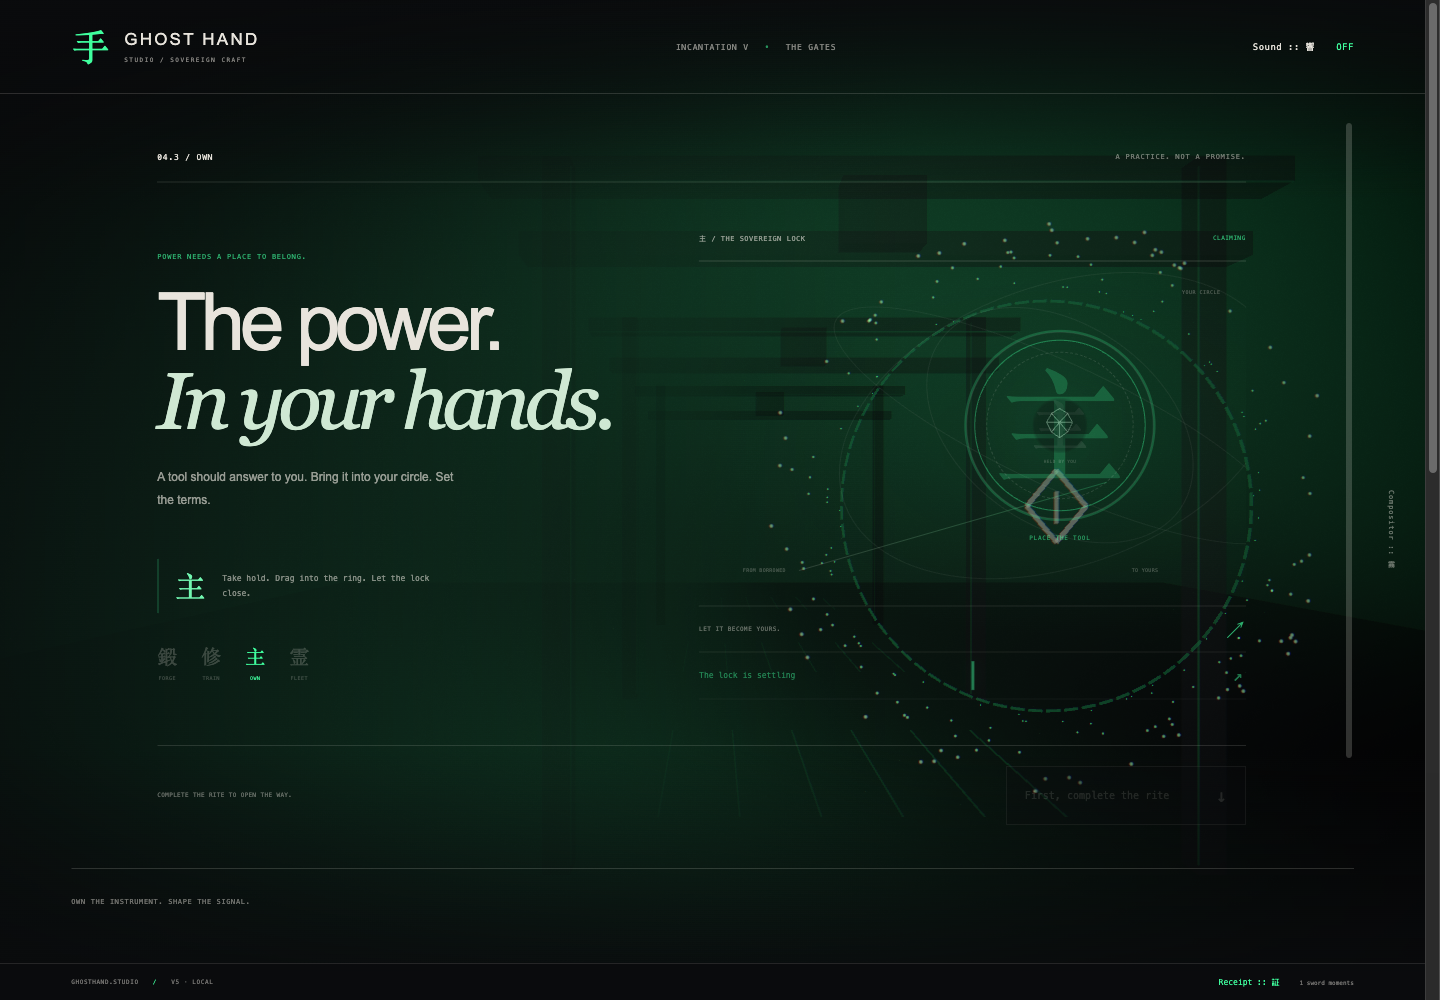 手 GHOST HAND
STUDIO / SOVEREIGN CRAFT
INCANTATION V • THE GATES
Sound :: 響 OFF
04.3 / OWN
A PRACTICE. NOT A PROMISE.
POWER NEEDS A PLACE TO BELONG.
The power.
In your hands.
A tool should answer to you. Bring it into your circle. Set
the terms.
主
Take hold. Drag into the ring. Let the lock
close.
鍛 修 主 霊
FORGE TRAIN OWN FLEET
主 / THE SOVEREIGN LOCK
CLAIMING
YOUR CIRCLE
主
HELD BY YOU
PLACE THE TOOL
FROM BORROWED
TO YOURS
LET IT BECOME YOURS.
↗
The lock is settling
↗
COMPLETE THE RITE TO OPEN THE WAY.
First, complete the rite ↓
Compositor ::
OWN THE INSTRUMENT. SHAPE THE SIGNAL.
GHOSTHAND.STUDIO / V5 · LOCAL
Receipt :: 証
1 sword moments